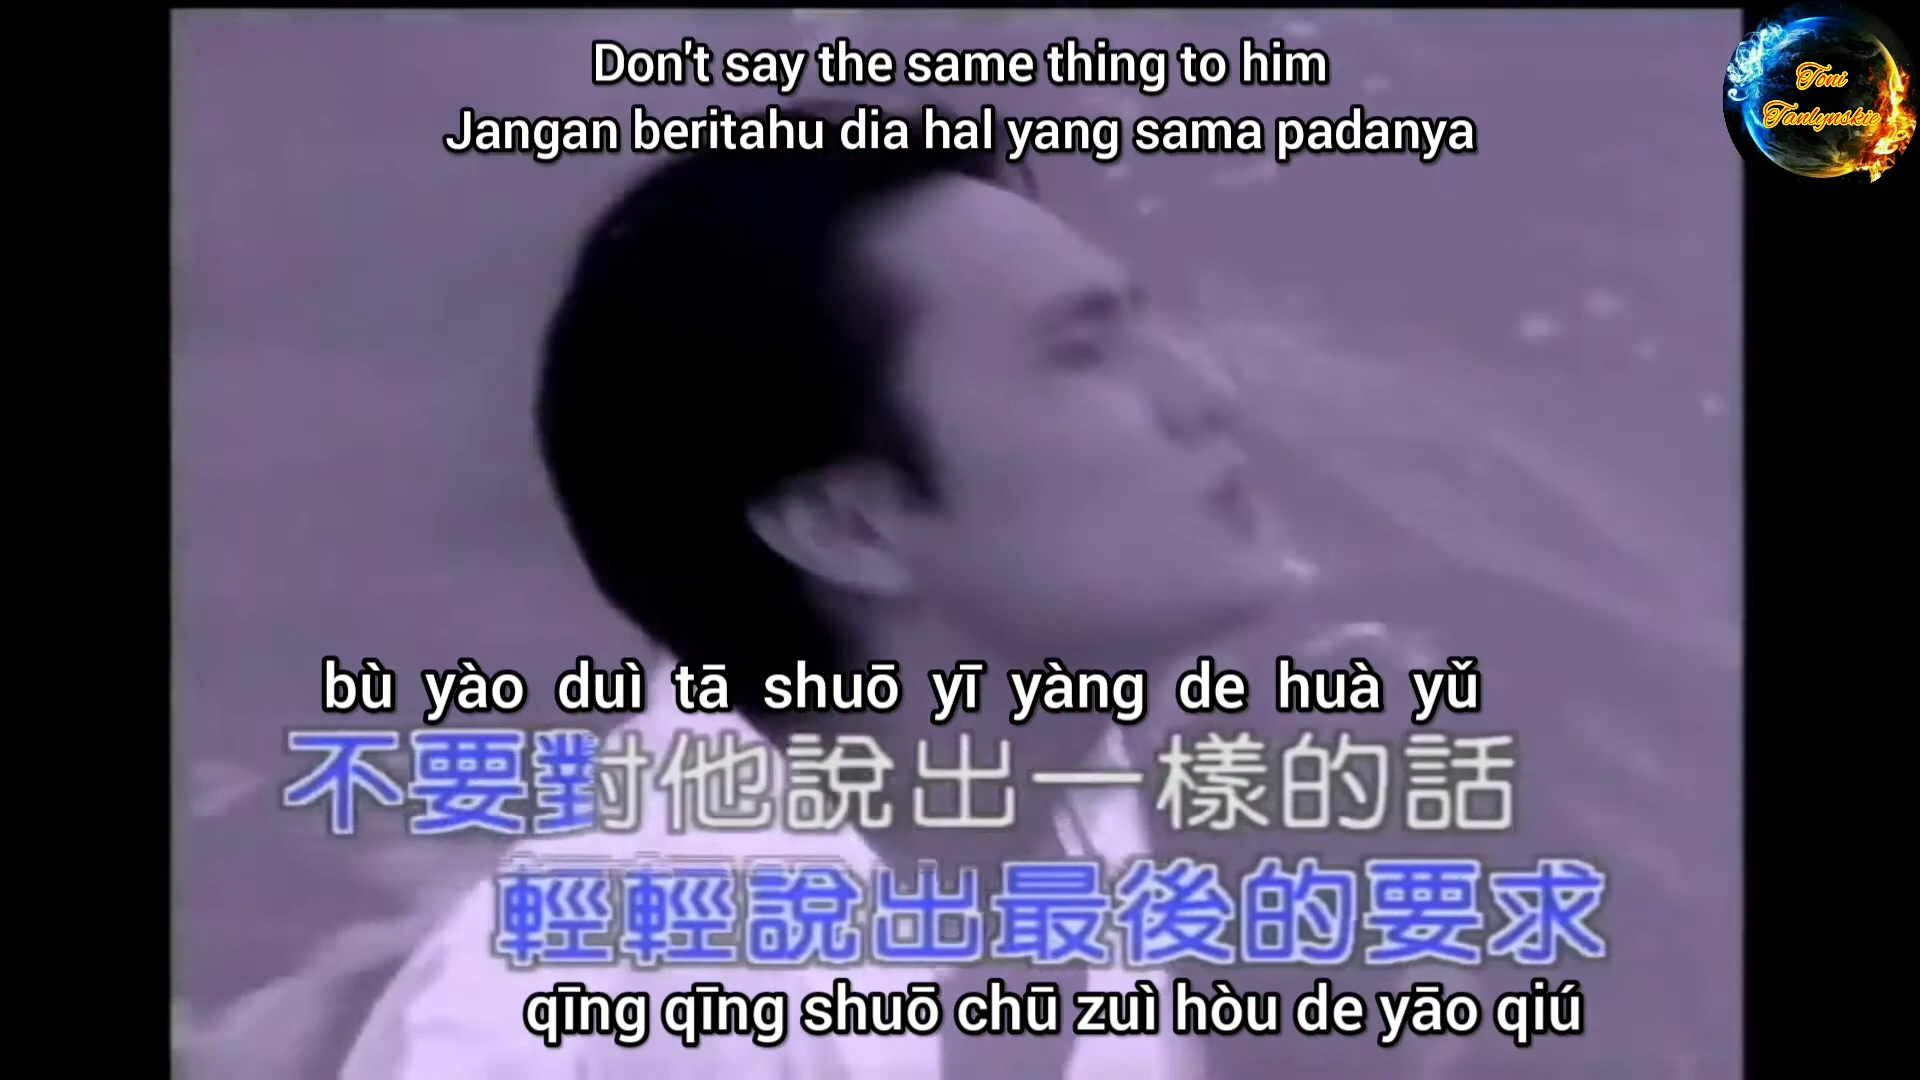 Don't say the same thing to him
Jangan beritahu dia hal yang sama padanya
Toni
Tanlynskie
bù yào duì tā shuō yī yàng de huà yǔ
不要對他說出一樣的話
輕輕說出最後的要求
qīng qīng shuō chū zuì hòu de yāo qiú